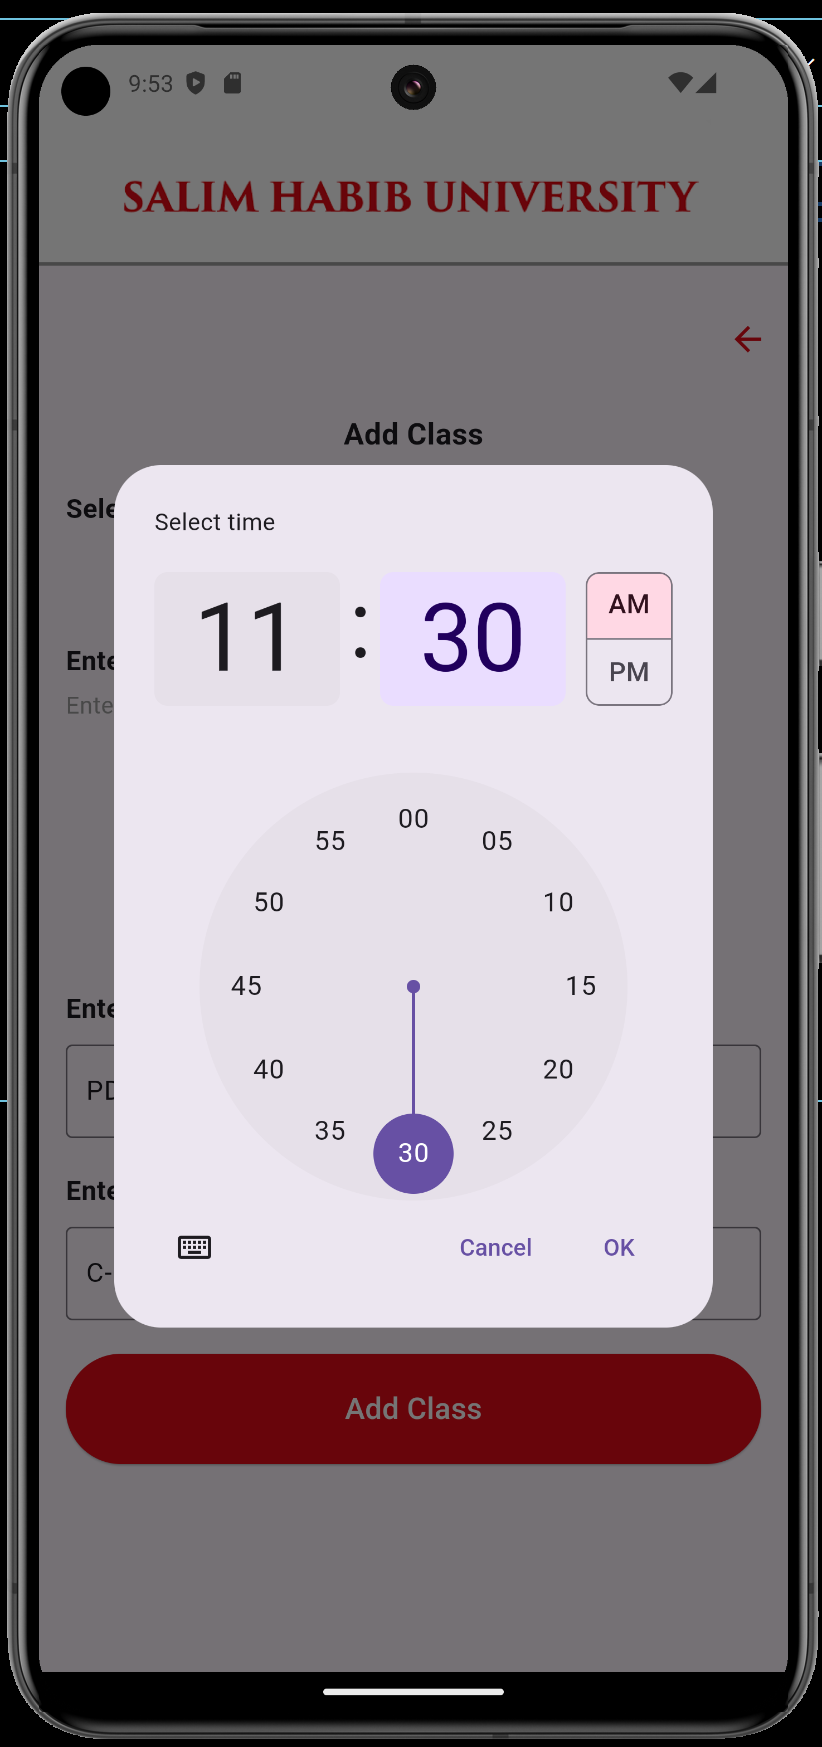 9:53
SALIM HABIB UNIVERSITY
Add Class
Sele
Select time
11 : 30 AM
PM
Ente
Ente
00
55 05
50 10
45 15
40 20
35 25
30
Ente
PD
Ente
Cancel OK
C-
Add Class